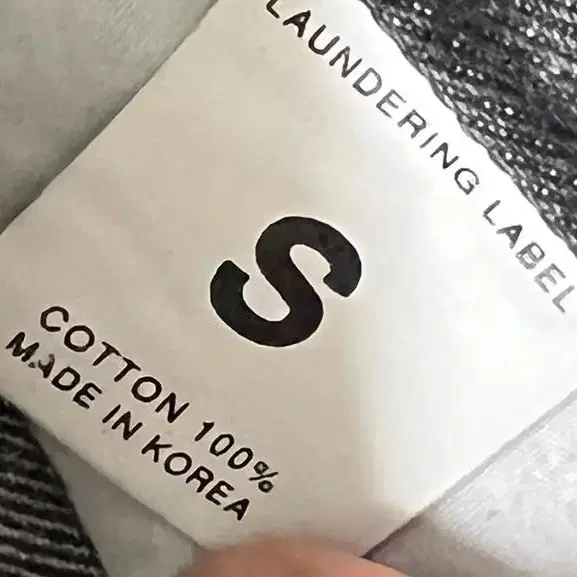 LAUNDERING LABEL
S
COTTON 100%
MADE IN KOREA